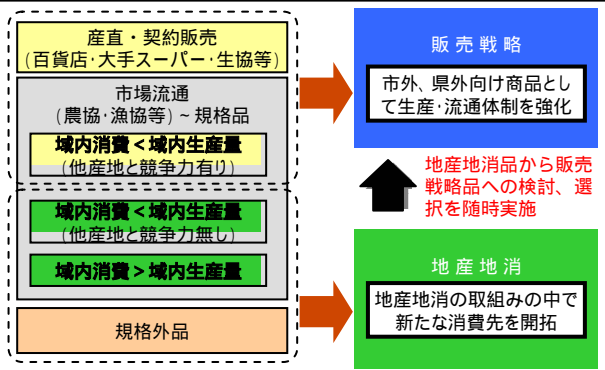 産直・契約販売
(百貨店・大手スーパー・生協等)
市場流通
(農協・漁協等)~規格品
域内消費<域内生産量
(他産地と競争力有り)
域内消費<域内生産量
(他産地と競争力無し)
域内消費>域内生産量
規格外品
販売戦略
市外、県外向け商品とし
て生産・流通体制を強化
地産地消品から販売
戦略品への検討、選
択を随時実施
地産地消
地産地消の取組みの中で
新たな消費先を開拓